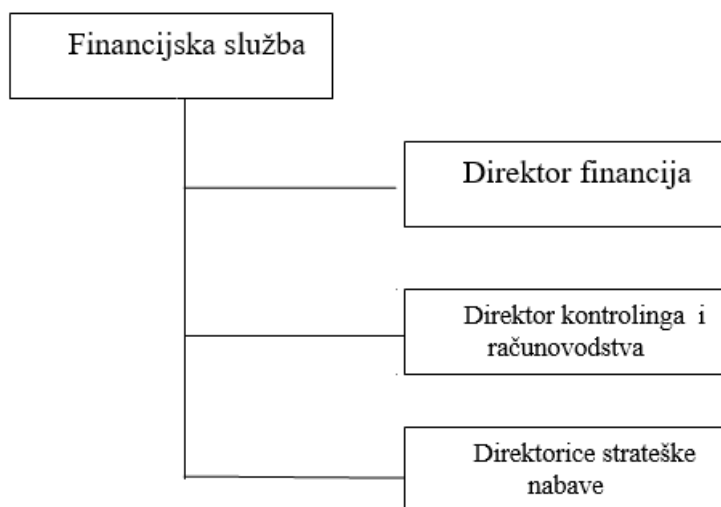 Financijska služba
Direktor financija
Direktor kontrolinga i
računovodstva
Direktorice strateške
nabave